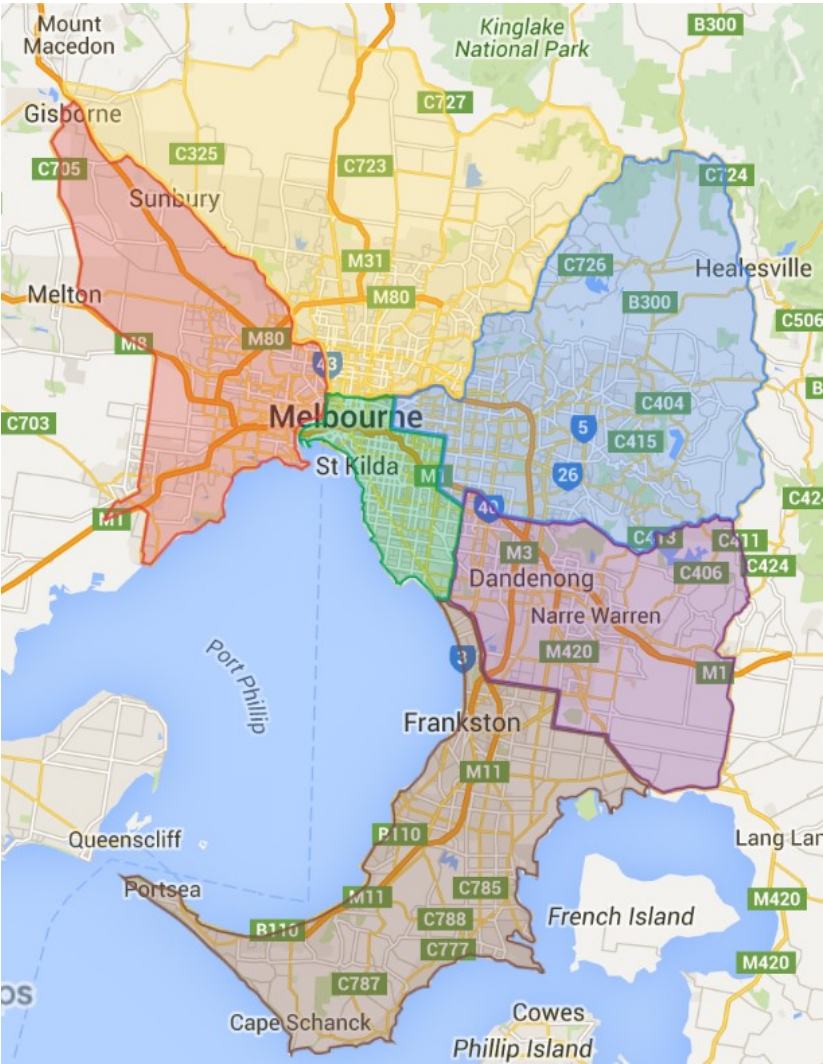 Mount
Macedon
Kinglake
National Park
B300
C727
Gisborne
C325
C705
C723
C724
Sunbury
M31
C726
Healesville
Melton
M80
B300
C506
M80
M8
43
C404
Melbourne
C703
5
C415
St Kilda
M1
26
C424
40
M1
C413
C411
M3
C424
Dandenong
C406
Narre Warren
Port Phillip
3
M420
M1
Frankston
M11
B110
Queenscliff
Lang Lan
Portsea
M11
C785
M420
B110
C788
French Island
C777
M420
C787
os
Cowes
Cape Schanck
Phillip Island